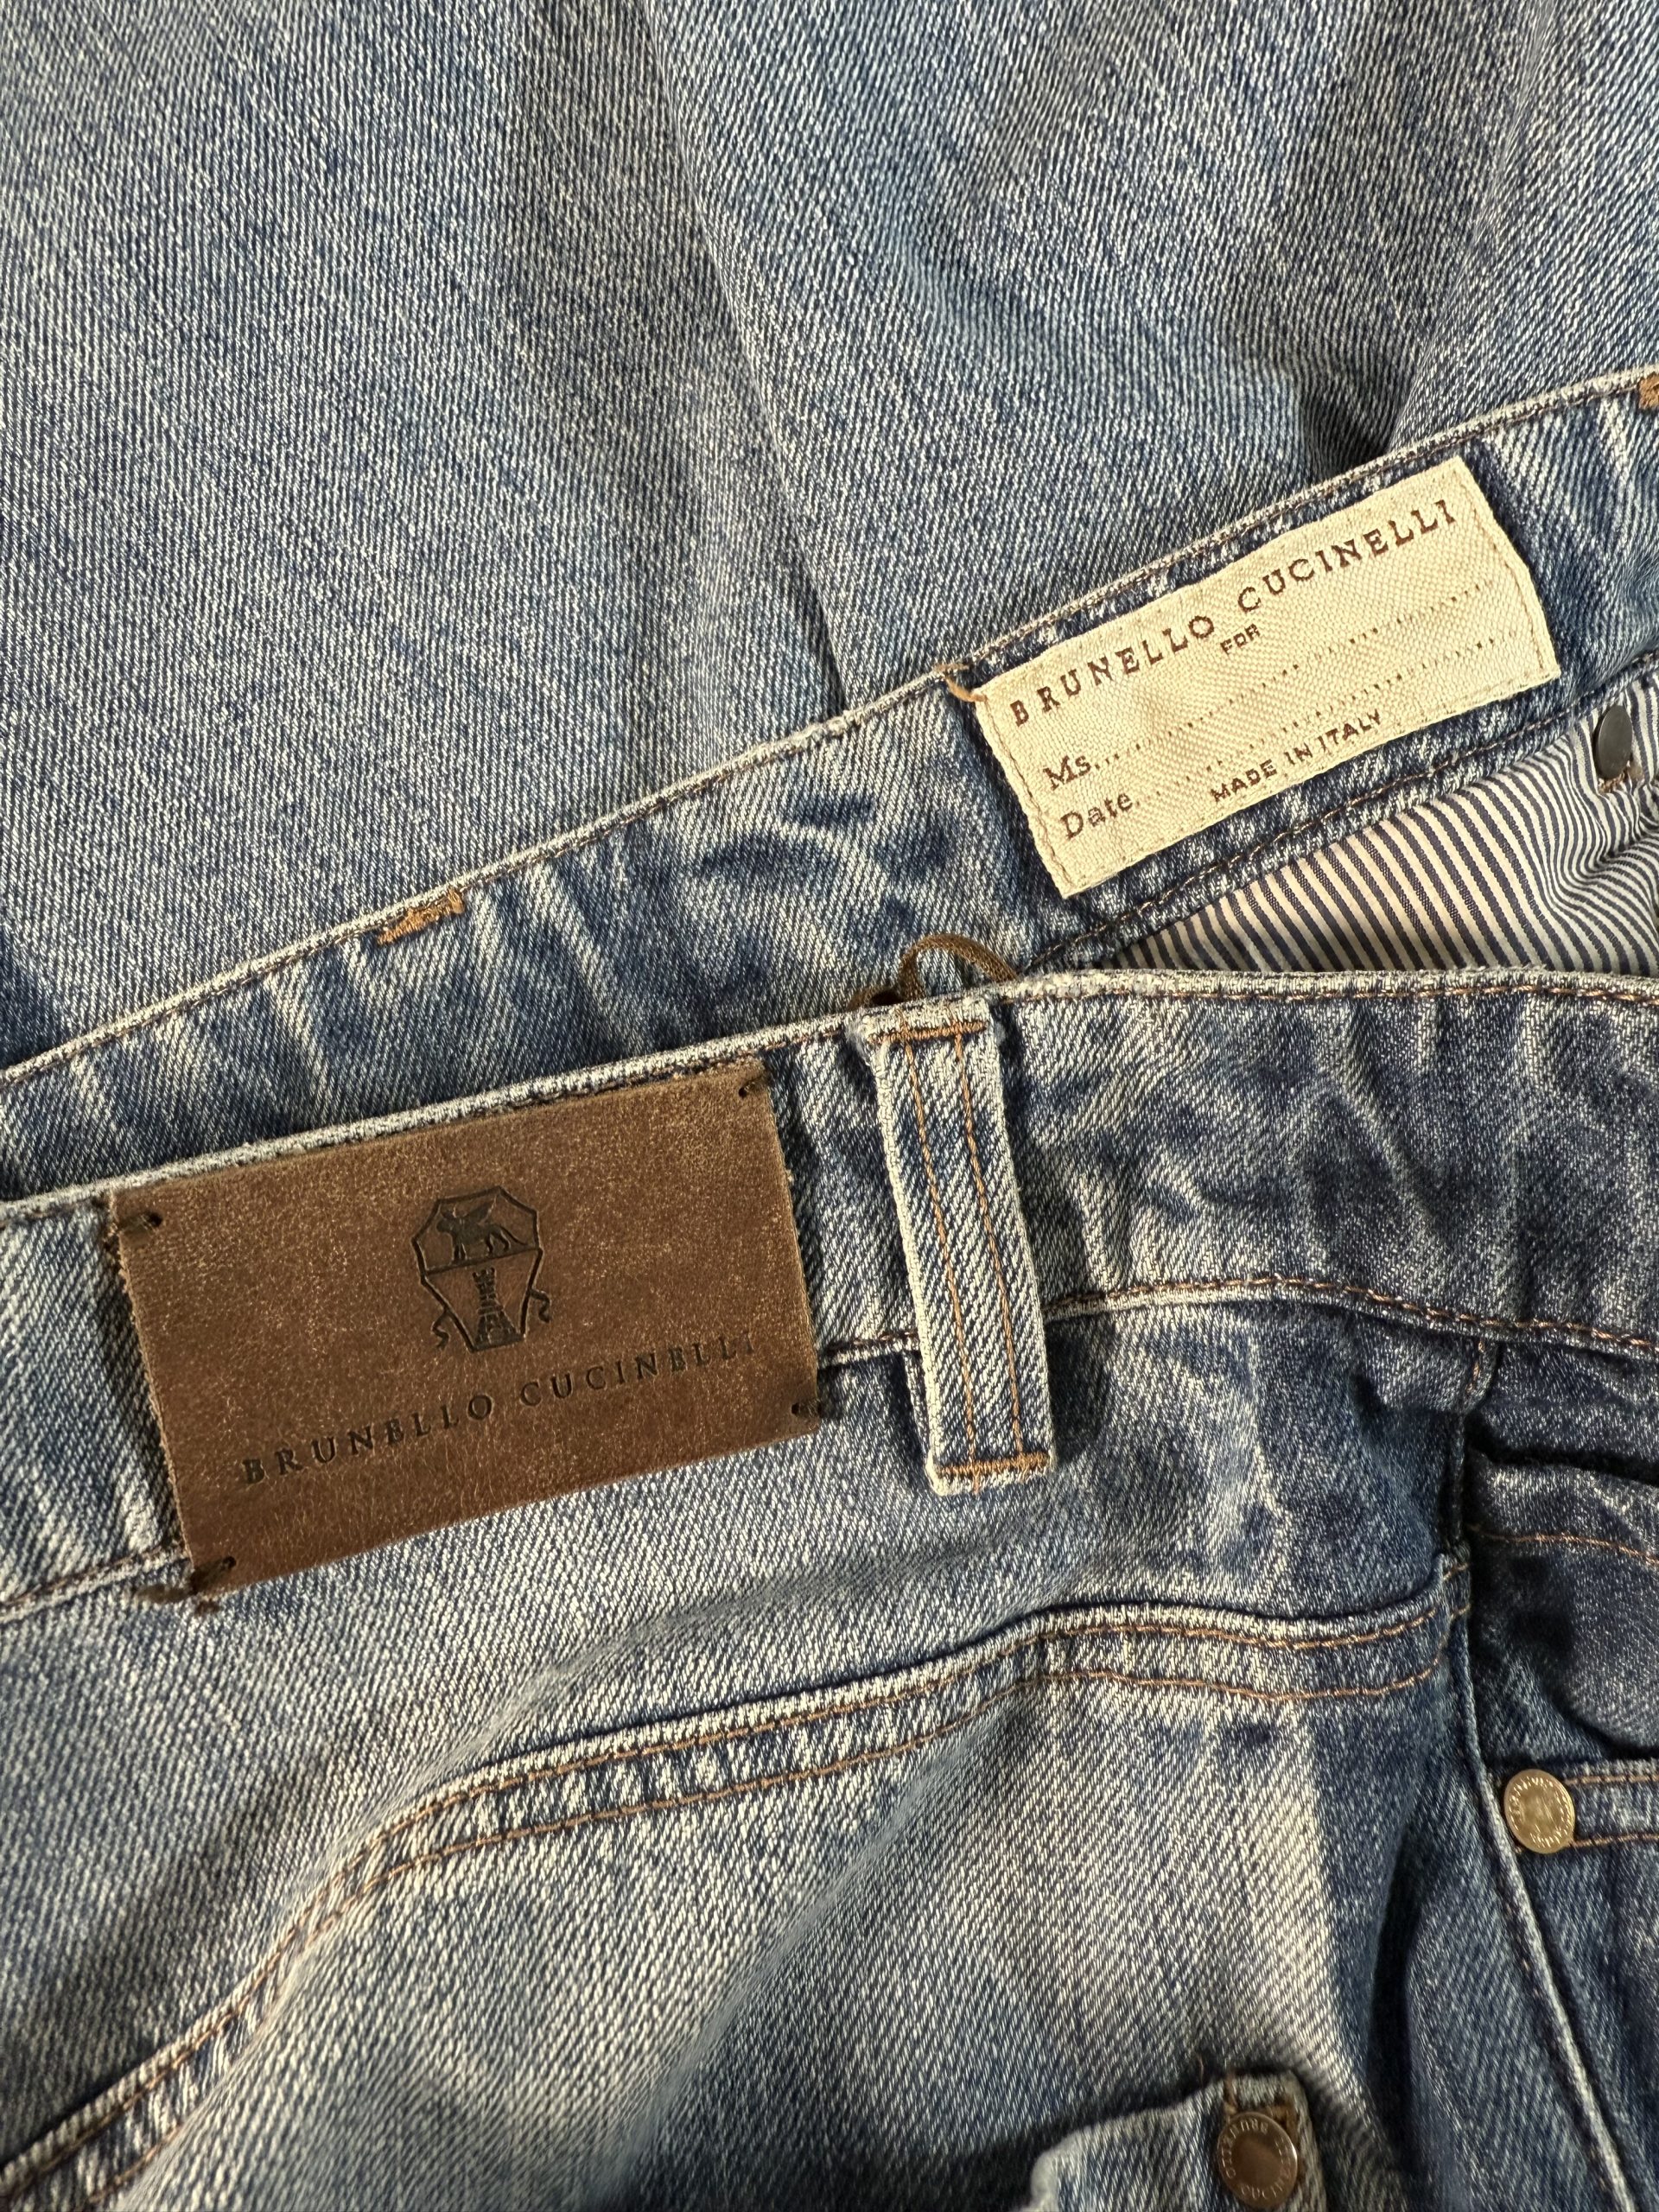 BRUNELLO CUCINELLI
FOR
Ms....
Date....
MADE IN ITALY
BRUNELLO CUCINELLI